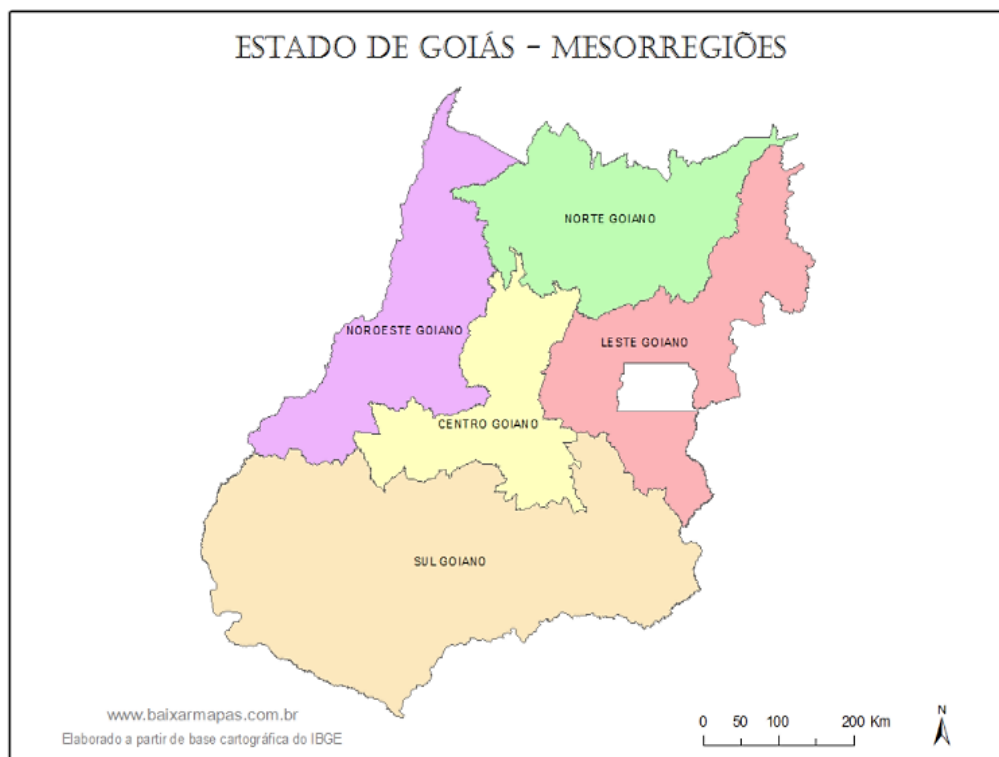 ESTADO DE GOIÁS - MESORREGIÕES
NORTE GOIANO
NOROESTE GOIANO
LESTE GOIANO
CENTRO GOIANO
SUL GOIANO
www.baixarmapas.com.br
Elaborado a partir de base cartográfica do IBGE
0 50 100 200 Km
N